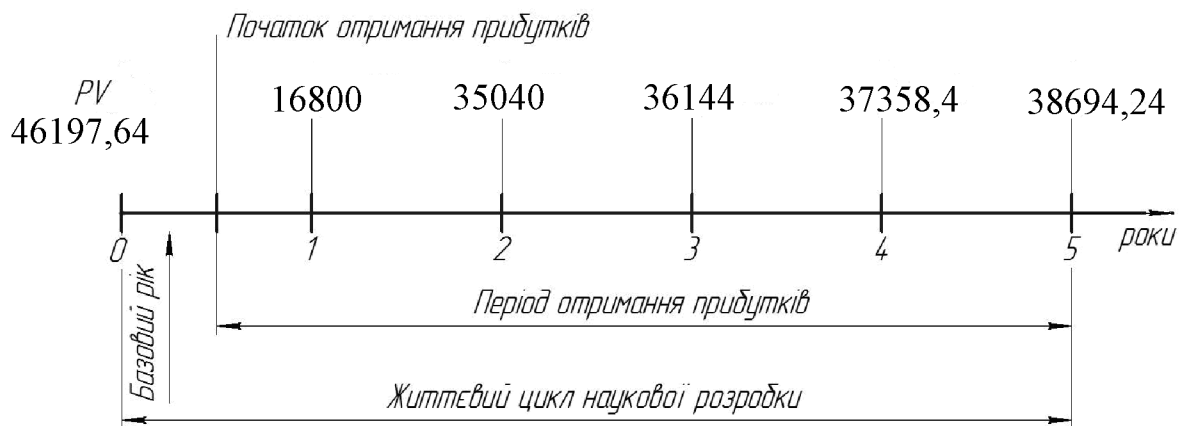 Початок отримання прибутків
PV
46197,64
16800
35040
36144
37358,4
38694,24
0
1
2
3
4
5
роки
Базовий рік
Період отримання прибутків
Життєвий цикл наукової розробки